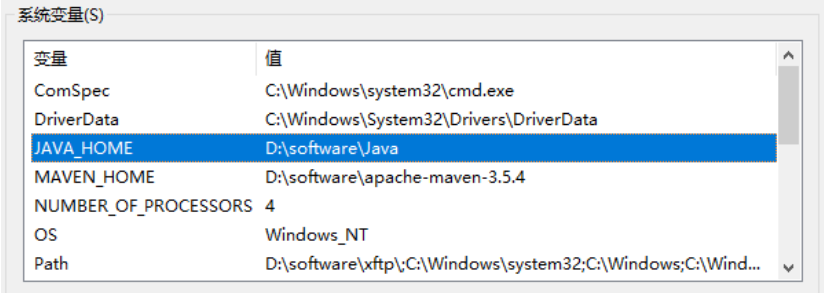 系统变量(S)
变量 值
ComSpec C:\Windows\system32\cmd.exe
DriverData C:\Windows\System32\Drivers\DriverData
JAVA_HOME D:\software\Java
MAVEN_HOME D:\software\apache-maven-3.5.4
NUMBER_OF_PROCESSORS 4
OS Windows_NT
Path D:\software\xftp\;C:\Windows\system32;C:\Windows;C:\Wind...